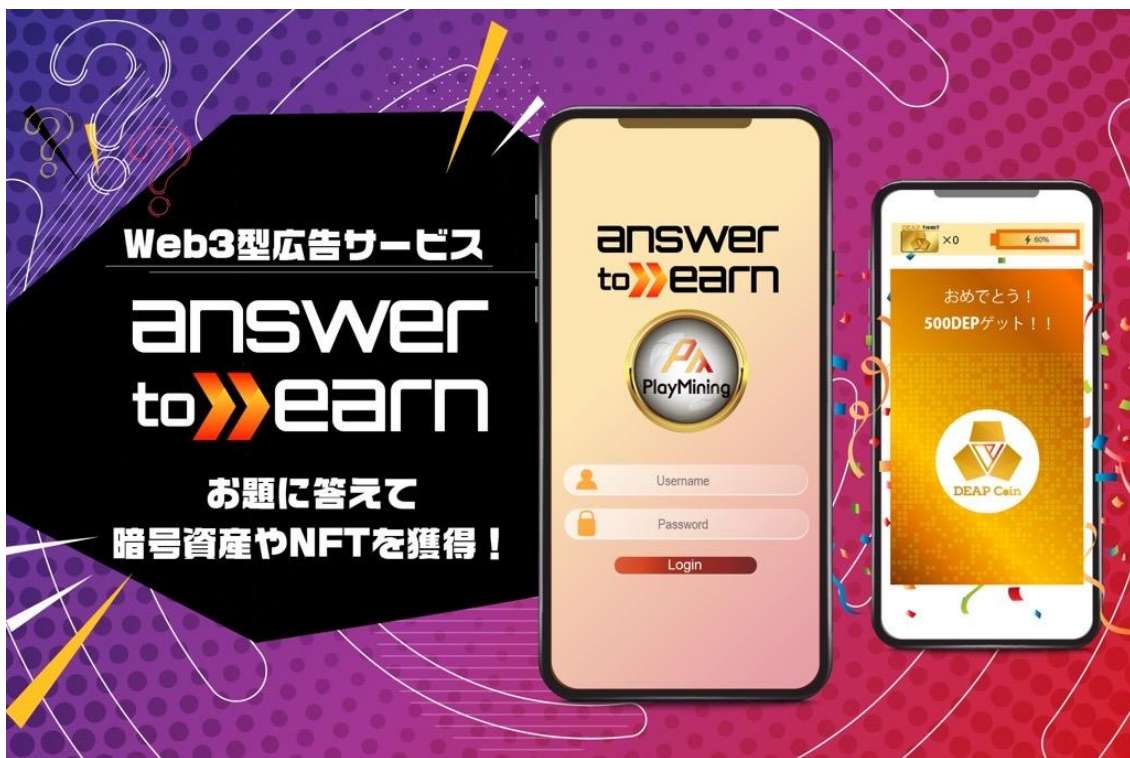 Web3型広告サービス
answer
to》earn
お題に答えて
暗号資産やNFTを獲得！
answer
to》earn
PlayMining
Username
Password
Login
DEAP TICKET
×0
60%
おめでとう！
500DEPゲット！！
DEAP Coin